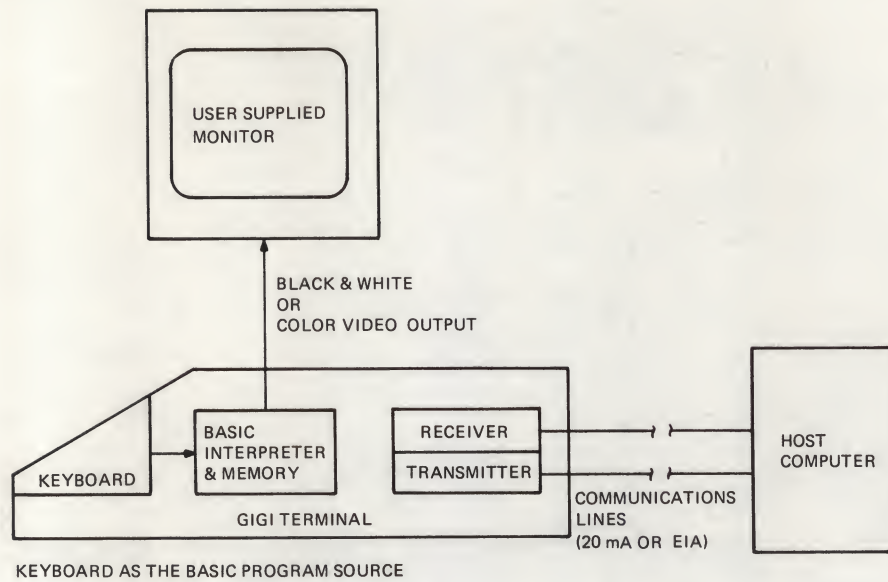 USER SUPPLIED
MONITOR
BLACK & WHITE
OR
COLOR VIDEO OUTPUT
KEYBOARD
BASIC
INTERPRETER
& MEMORY
RECEIVER
TRANSMITTER
GIGI TERMINAL
COMMUNICATIONS
LINES
(20 mA OR EIA)
HOST
COMPUTER
KEYBOARD AS THE BASIC PROGRAM SOURCE